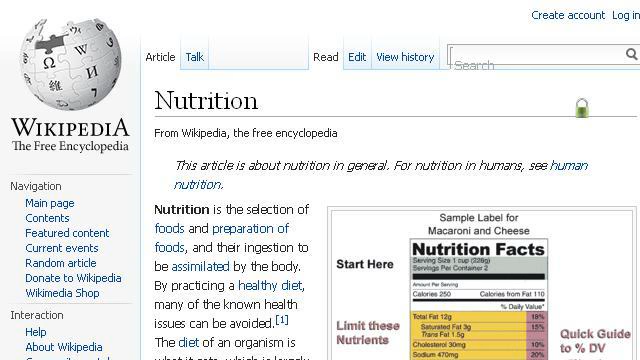 Create account Log in
Article Talk Read Edit View history Search
WIKIPEDIA
The Free Encyclopedia
Nutrition
From Wikipedia, the free encyclopedia
This article is about nutrition in general. For nutrition in humans, see human
nutrition.
Navigation
Main page
Contents
Featured content
Current events
Random article
Donate to Wikipedia
Wikimedia Shop
Interaction
Help
About Wikipedia
Nutrition is the selection of
foods and preparation of
foods, and their ingestion to
be assimilated by the body.
By practicing a healthy diet,
many of the known health
issues can be avoided.[1]
The diet of an organism is
Sample Label for
Macaroni and Cheese
Start Here
Nutrition Facts
Serving Size 1 cup (228g)
Servings Per Container 2
Amount Per Serving
Calories 250 Calories from Fat 110
% Daily Value*
Total Fat 12g 18%
Saturated Fat 3g 15%
Trans Fat 1.5g
Cholesterol 30mg 10%
Sodium 470mg 20%
Limit these
Nutrients
Quick Guide
to % DV